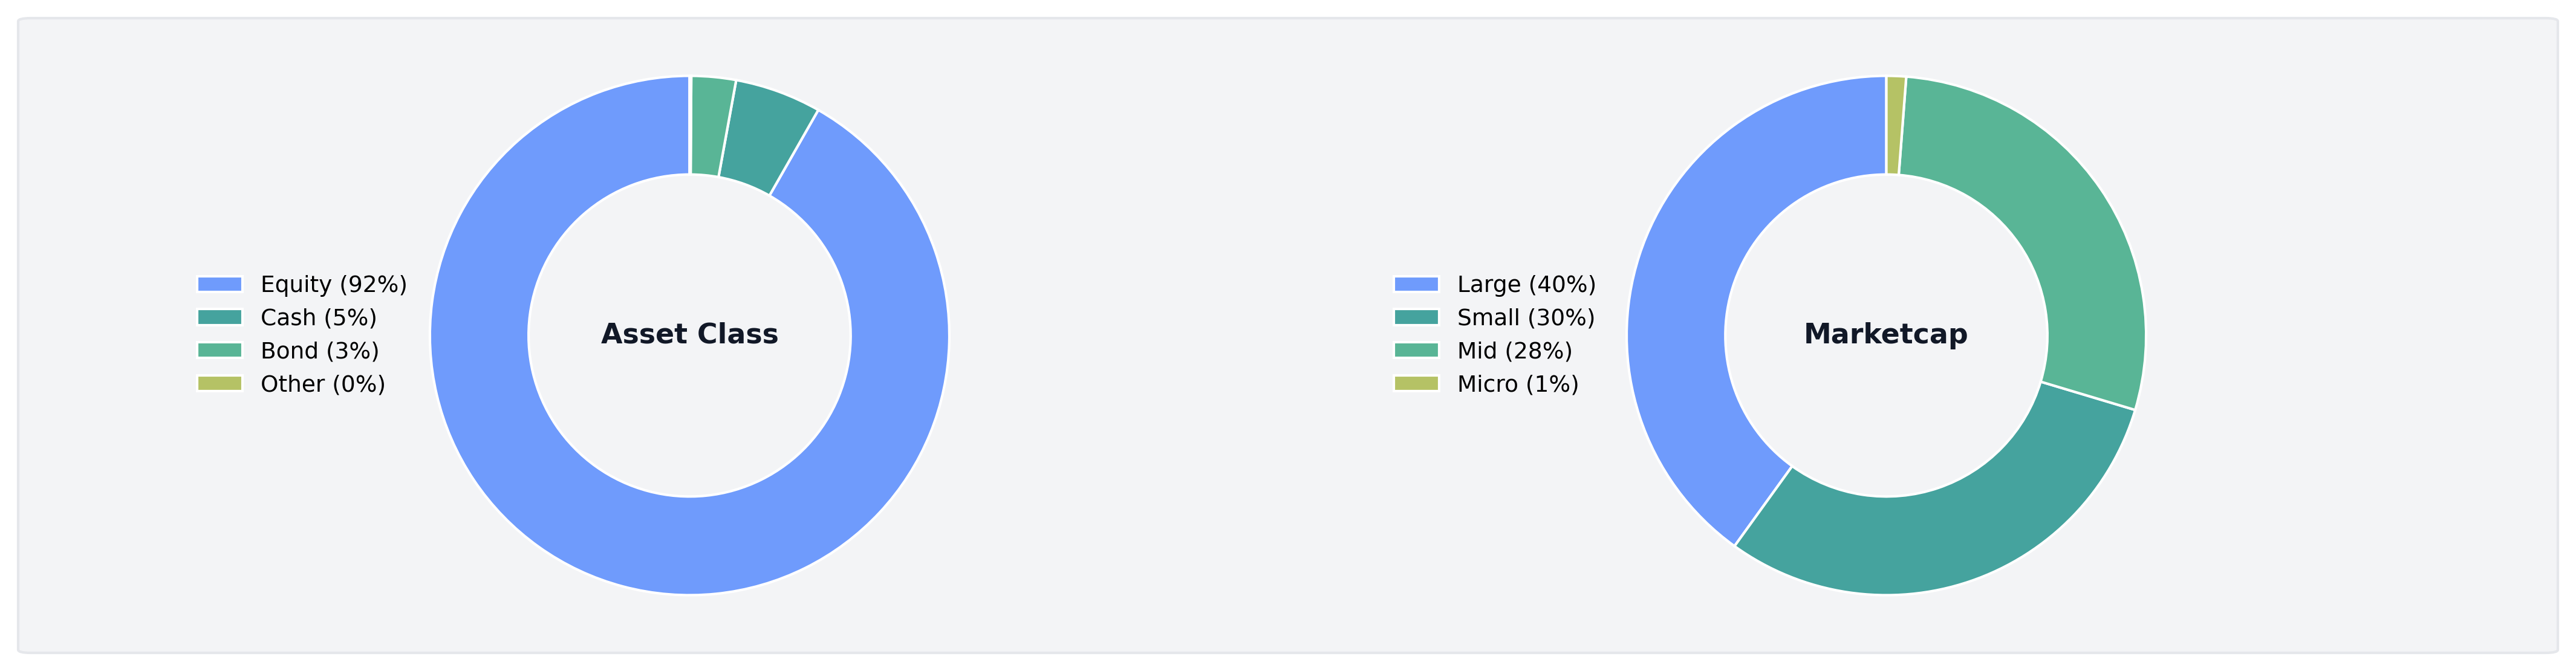 Equity (92%)
Cash (5%)
Bond (3%)
Other (0%)
Asset Class
Large (40%)
Small (30%)
Mid (28%)
Micro (1%)
Marketcap